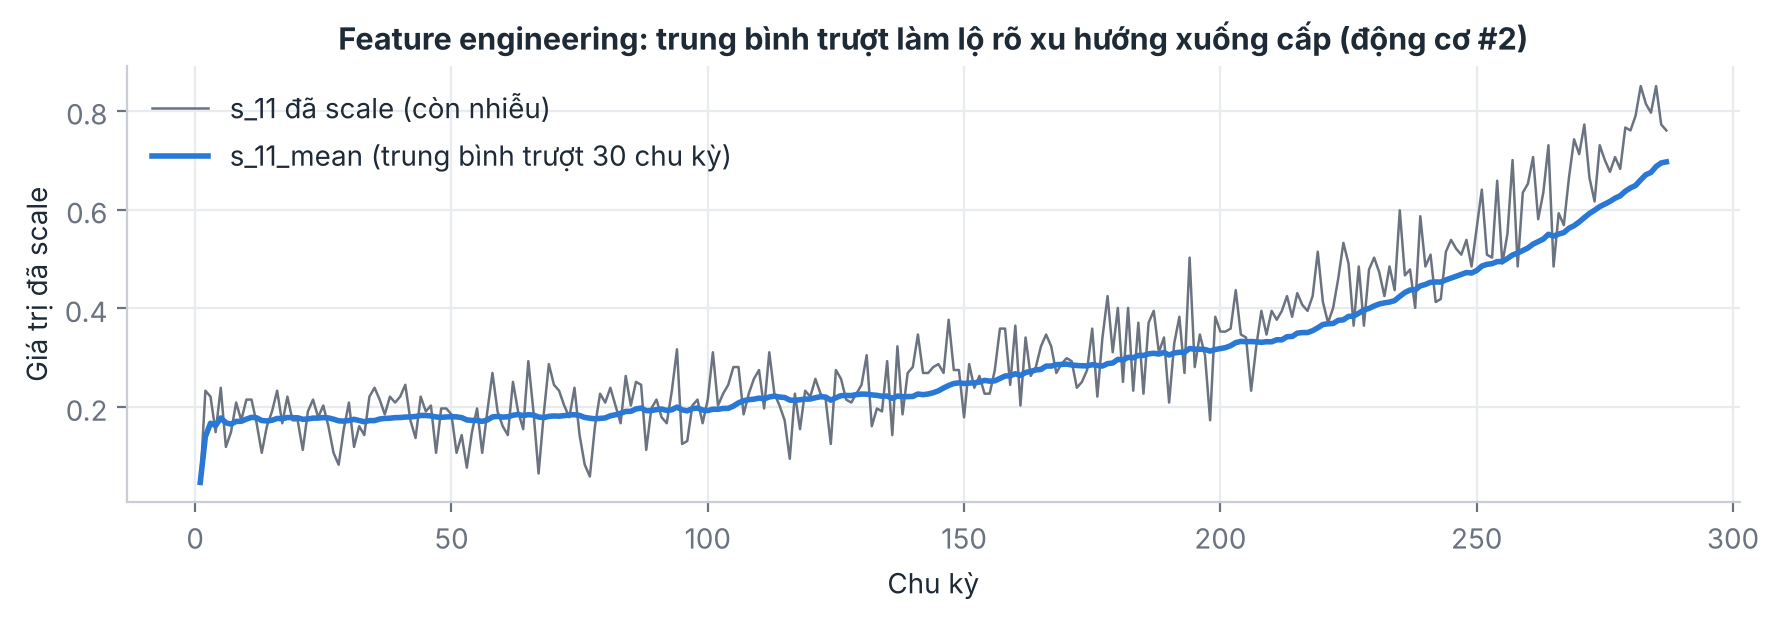 Feature engineering: trung bình trượt làm lộ rõ xu hướng xuống cấp (động cơ #2)
s_11 đã scale (còn nhiễu)
s_11_mean (trung bình trượt 30 chu kỳ)
Giá trị đã scale
0.8
0.6
0.4
0.2
0 50 100 150 200 250 300
Chu kỳ